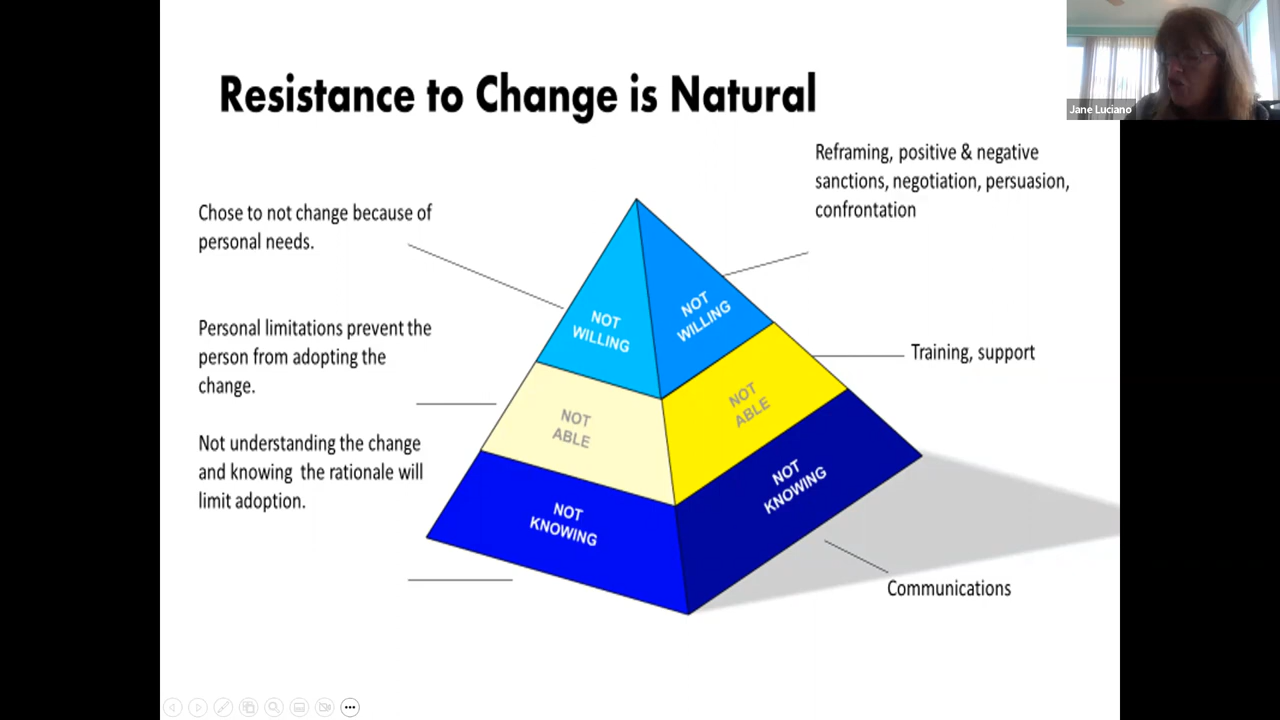 Resistance to Change is Natural
Jane Luciano
Reframing, positive & negative
sanctions, negotiation, persuasion,
confrontation
Chose to not change because of
personal needs.
NOT
WILLING
NOT
WILLING
Personal limitations prevent the
person from adopting the
change.
Training, support
NOT
ABLE
NOT
ABLE
Not understanding the change
and knowing  the rationale will
limit adoption.
NOT
KNOWING
NOT
KNOWING
Communications